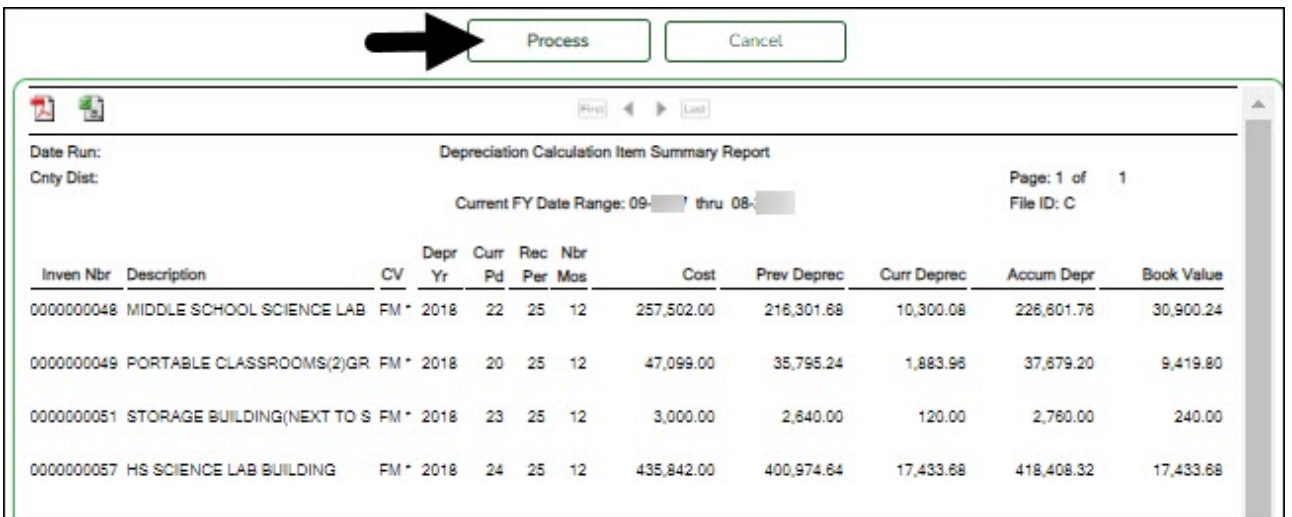 Process Cancel
First Last
Date Run: Depreciation Calculation Item Summary Report
Cnty Dist: Page: 1 of 1
Current FY Date Range: 09- thru 08- File ID: C
Depr Curr Rec Nbr
Inven Nbr Description CV Yr Pd Per Mos Cost Prev Deprec Curr Deprec Accum Depr Book Value
0000000048 MIDDLE SCHOOL SCIENCE LAB FM * 2018 22 25 12 257,502.00 216,301.68 10,300.08 226,601.76 30,900.24
0000000049 PORTABLE CLASSROOMS(2)GR FM * 2018 20 25 12 47,099.00 35,795.24 1,883.96 37,679.20 9,419.80
0000000051 STORAGE BUILDING(NEXT TO S FM * 2018 23 25 12 3,000.00 2,640.00 120.00 2,760.00 240.00
0000000057 HS SCIENCE LAB BUILDING FM * 2018 24 25 12 435,842.00 400,974.64 17,433.68 418,408.32 17,433.68